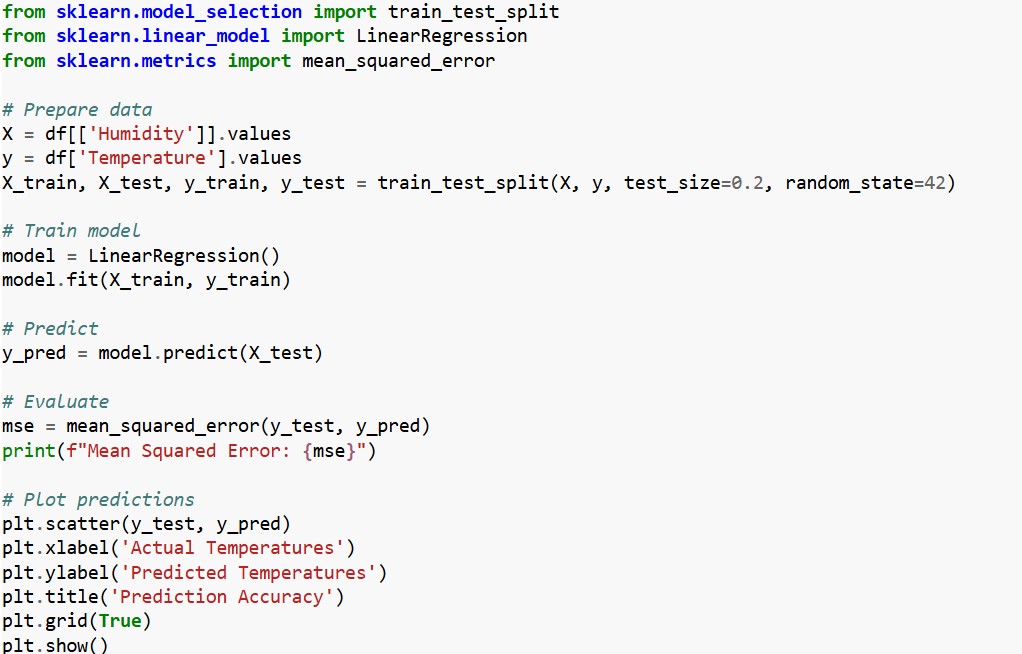 from sklearn.model_selection import train_test_split
from sklearn.linear_model import LinearRegression
from sklearn.metrics import mean_squared_error
# Prepare data
X = df[['Humidity']].values
y = df['Temperature'].values
X_train, X_test, y_train, y_test = train_test_split(X, y, test_size=0.2, random_state=42)
# Train model
model = LinearRegression()
model.fit(X_train, y_train)
# Predict
y_pred = model.predict(X_test)
# Evaluate
mse = mean_squared_error(y_test, y_pred)
print(f"Mean Squared Error: {mse}")
# Plot predictions
plt.scatter(y_test, y_pred)
plt.xlabel('Actual Temperatures')
plt.ylabel('Predicted Temperatures')
plt.title('Prediction Accuracy')
plt.grid(True)
plt.show()